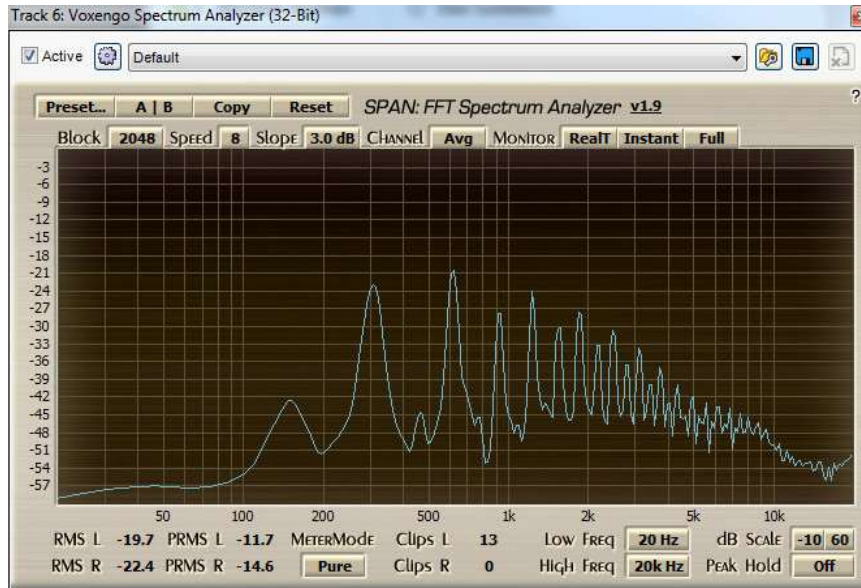 Track 6: Voxengo Spectrum Analyzer (32-Bit)
Active Default
?
Preset... A | B Copy Reset SPAN: FFT Spectrum Analyzer v1.9
Block 2048 Speed 8 Slope 3.0 dB Channel Avg Monitor RealT Instant Full
-3
-6
-9
-12
-15
-18
-21
-24
-27
-30
-33
-36
-39
-42
-45
-48
-51
-54
-57
50 100 200 500 1k 2k 5k 10k
RMS L -19.7 PRMS L -11.7 MeterMode Clips L 13 Low Freq 20 Hz dB Scale -10 60
RMS R -22.4 PRMS R -14.6 Pure Clips R 0 High Freq 20k Hz Peak Hold Off